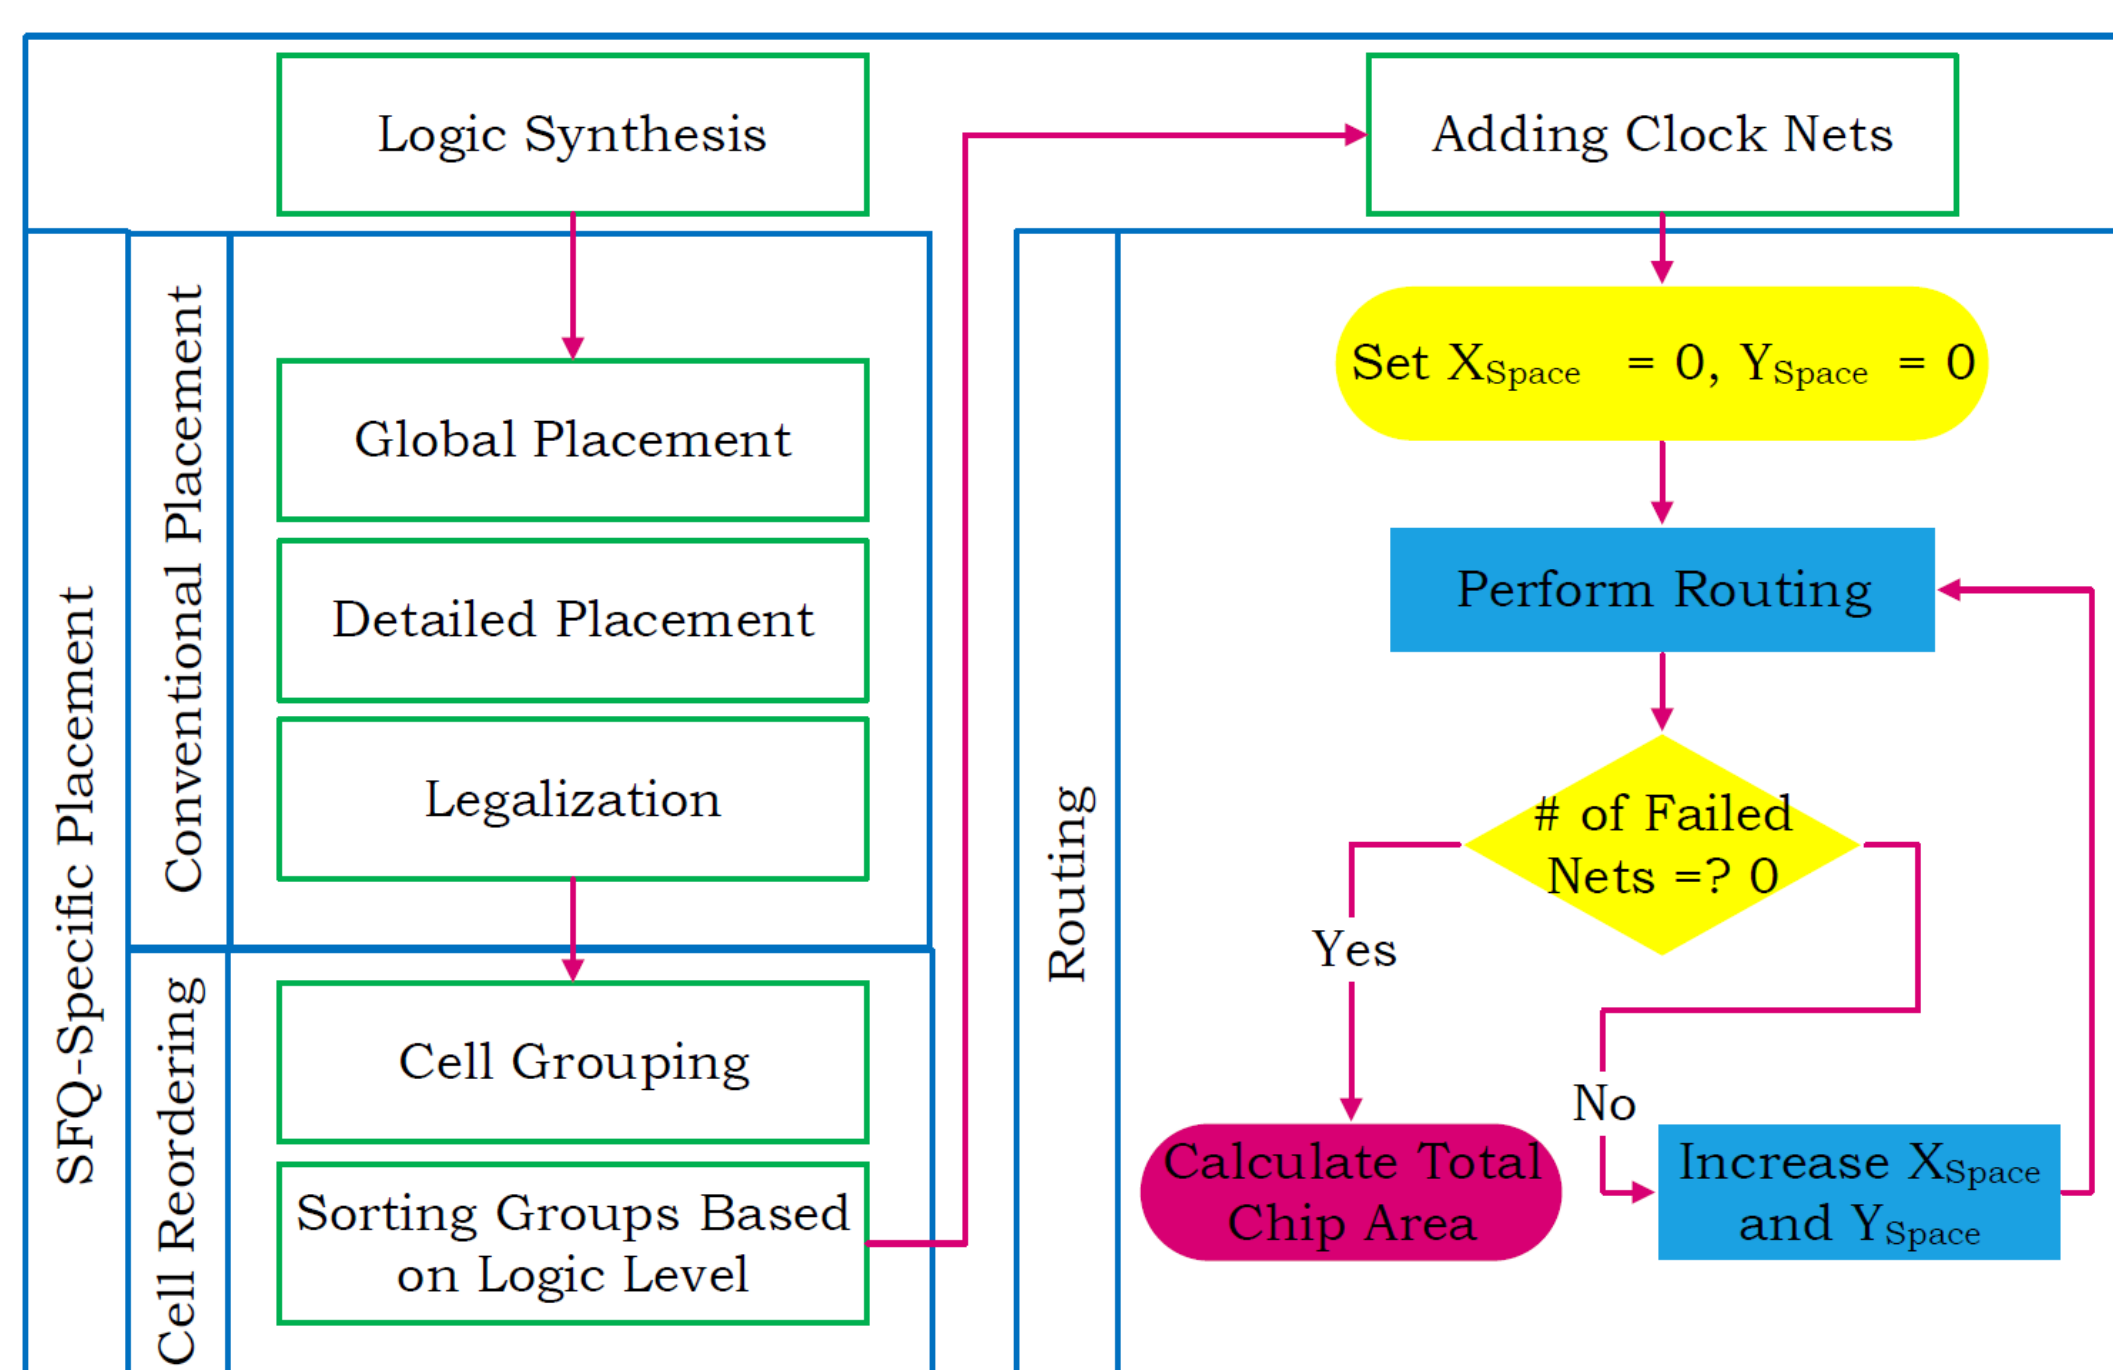 Logic Synthesis
SFQ-Specific Placement
Conventional Placement
Global Placement
Detailed Placement
Legalization
Cell Reordering
Cell Grouping
Sorting Groups Based
on Logic Level
Adding Clock Nets
Routing
Set XSpace = 0, YSpace = 0
Perform Routing
# of Failed
Nets =? 0
Yes
No
Calculate Total
Chip Area
Increase XSpace
and YSpace